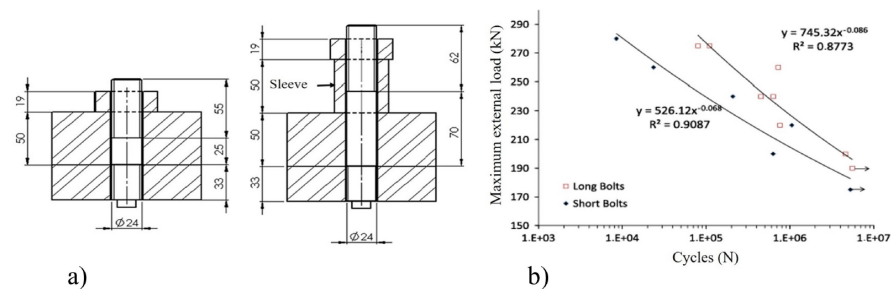 19
50
55
25
33
Ø24
a)
19
50
50
33
Sleeve
62
70
Ø24
b)
Maximum external load (kN)
290
270
250
230
210
190
170
150
y = 745.32x^-0.086
R² = 0.8773
y = 526.12x^-0.068
R² = 0.9087
Long Bolts
Short Bolts
1.E+03
1.E+04
1.E+05
1.E+06
1.E+07
Cycles (N)